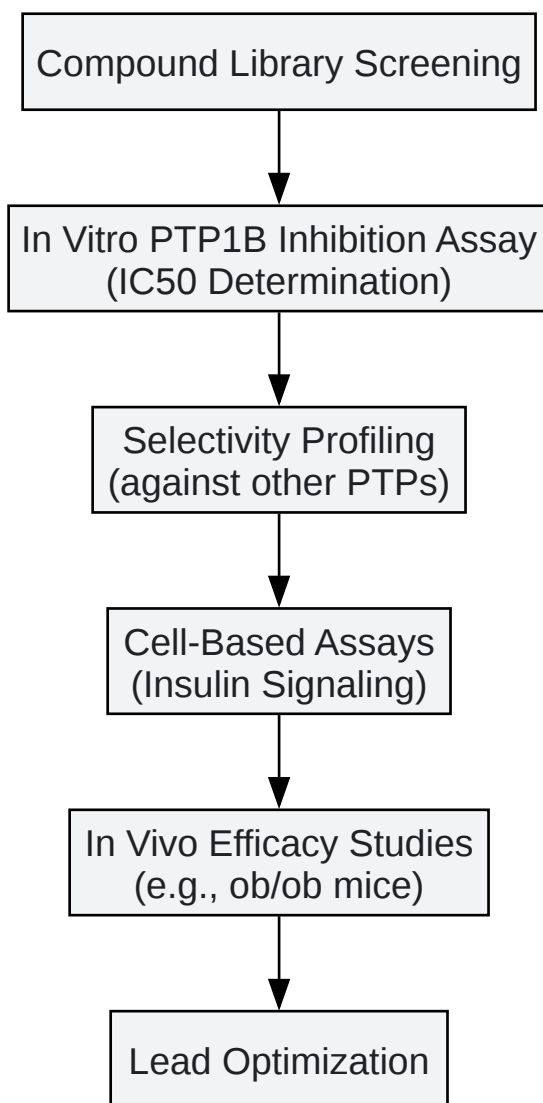 Compound Library Screening
In Vitro PTP1B Inhibition Assay
(IC50 Determination)
Selectivity Profiling
(against other PTPs)
Cell-Based Assays
(Insulin Signaling)
In Vivo Efficacy Studies
(e.g., ob/ob mice)
Lead Optimization